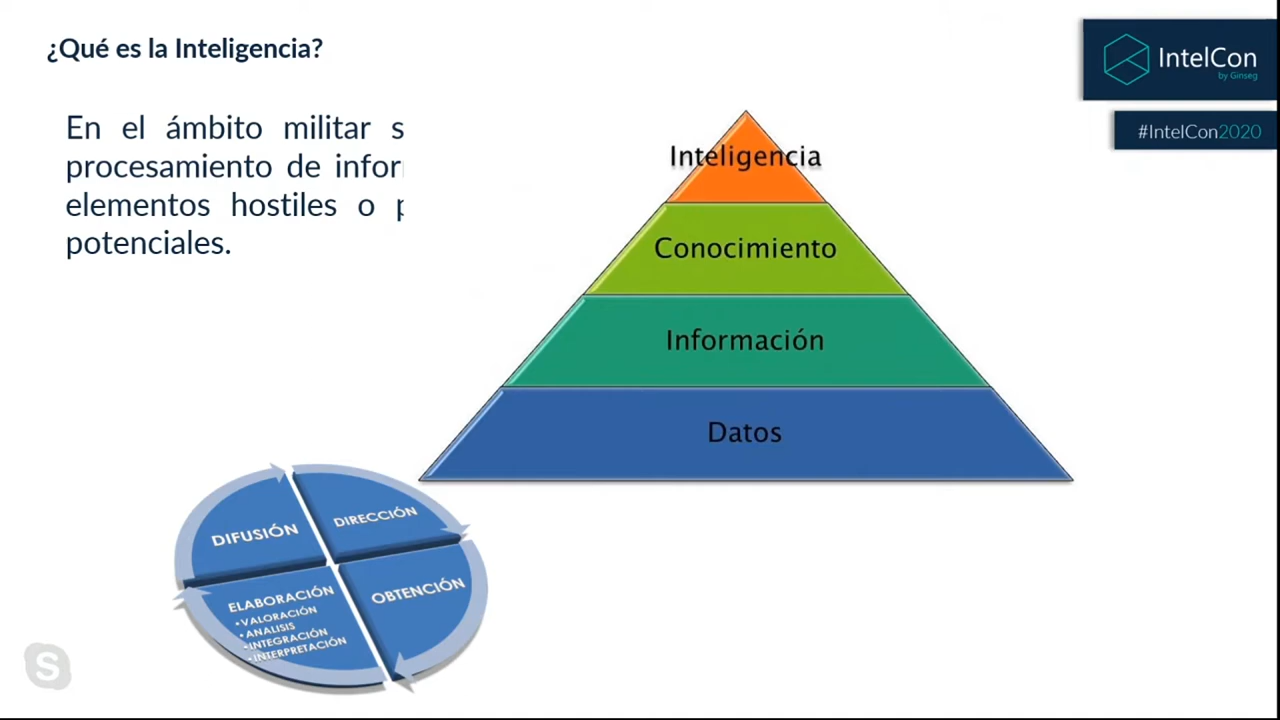 ¿Qué es la Inteligencia?
IntelCon
by Ginseg
#IntelCon2020
En el ámbito militar
procesamiento de
elementos hostiles o
potenciales.
Inteligencia
Conocimiento
Información
Datos
DIFUSIÓN
DIRECCIÓN
ELABORACIÓN
• VALORACIÓN
• ANALISIS
• INTEGRACIÓN
• INTERPRETACIÓN
OBTENCIÓN
S